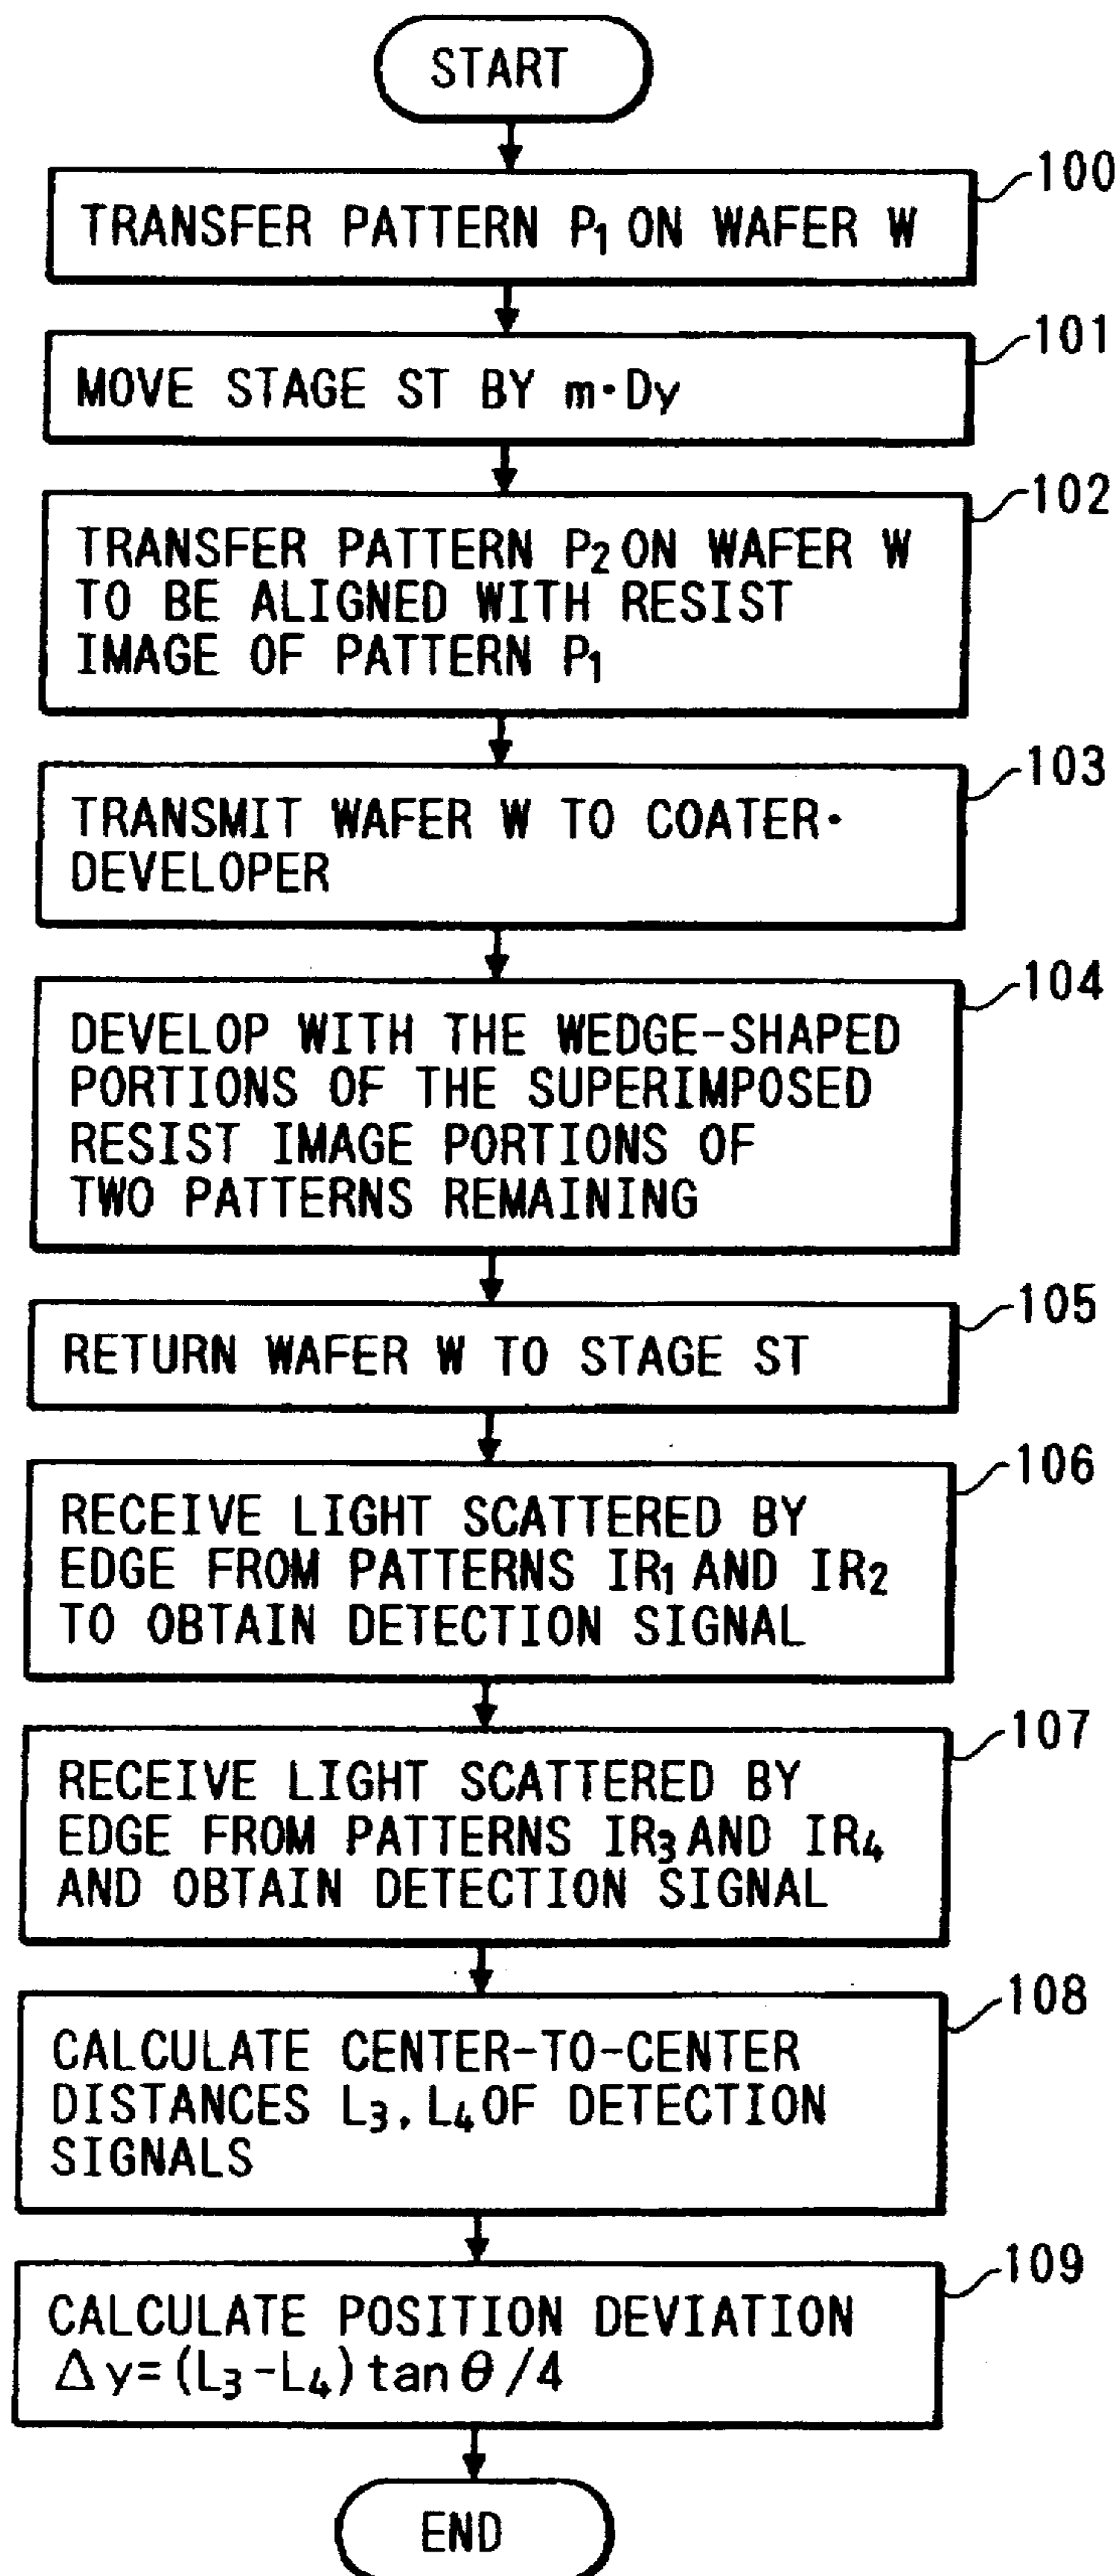 START
100
TRANSFER PATTERN P₁ ON WAFER W
101
MOVE STAGE ST BY m·Dy
102
TRANSFER PATTERN P₂ ON WAFER W
TO BE ALIGNED WITH RESIST
IMAGE OF PATTERN P₁
103
TRANSMIT WAFER W TO COATER·
DEVELOPER
104
DEVELOP WITH THE WEDGE-SHAPED
PORTIONS OF THE SUPERIMPOSED
RESIST IMAGE PORTIONS OF
TWO PATTERNS REMAINING
105
RETURN WAFER W TO STAGE ST
106
RECEIVE LIGHT SCATTERED BY
EDGE FROM PATTERNS IR₁ AND IR₂
TO OBTAIN DETECTION SIGNAL
107
RECEIVE LIGHT SCATTERED BY
EDGE FROM PATTERNS IR₃ AND IR₄
AND OBTAIN DETECTION SIGNAL
108
CALCULATE CENTER-TO-CENTER
DISTANCES L₃, L₄ OF DETECTION
SIGNALS
109
CALCULATE POSITION DEVIATION
Δy=(L₃-L₄)tanθ/4
END